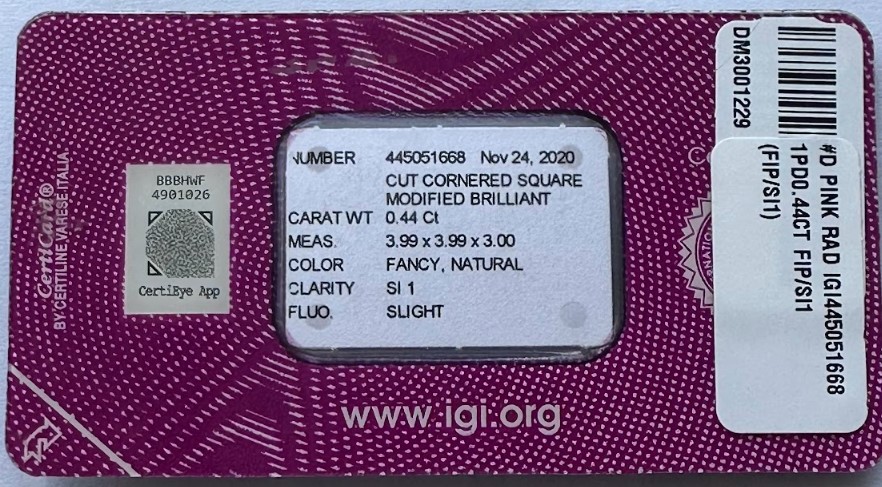 CertiCard®
BY CERTILINE VARESE ITALIA
BBBHWF
4901026
CertiEye App
NUMBER 445051668 Nov 24, 2020
CUT CORNERED SQUARE
MODIFIED BRILLIANT
CARAT WT 0.44 Ct
MEAS. 3.99 x 3.99 x 3.00
COLOR FANCY, NATURAL
CLARITY SI 1
FLUO. SLIGHT
www.igi.org
#D PINK RAD IGI445051668
1PD0.44CT FIP/SI1
(FIP/SI1)
DM3001229